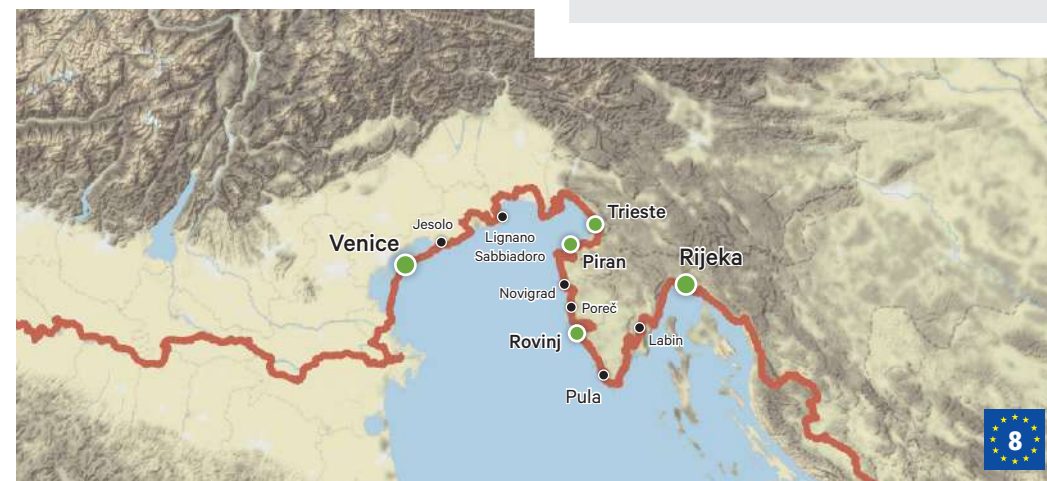 Jesolo
Venice
Lignano
Sabbiadoro
Trieste
Piran
Rijeka
Novigrad
Poreč
Rovinj
Labin
Pula
8